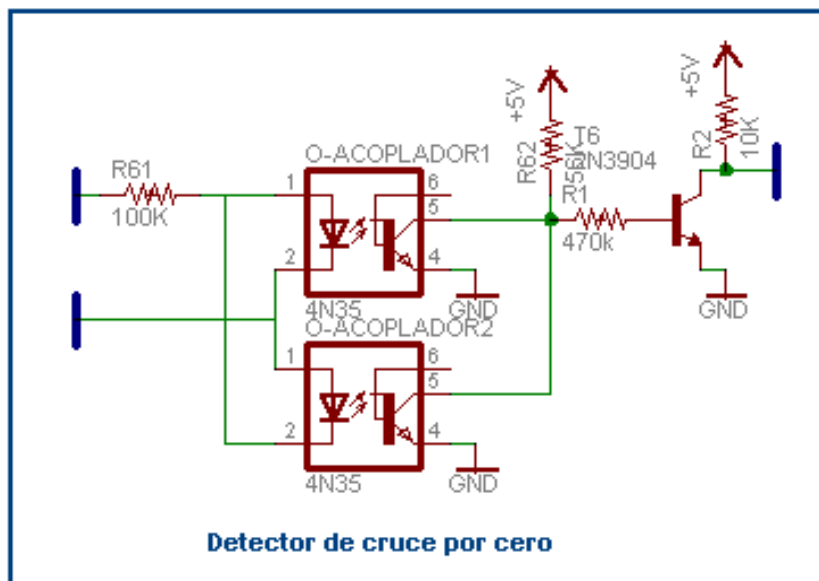 +5V
+5V
R62
56K
T6
2N3904
R2
10K
O-ACOPLADOR1
R61
100K
1
2
6
5
4
R1
470k
4N35
GND
GND
O-ACOPLADOR2
1
2
6
5
4
4N35
GND
Detector de cruce por cero